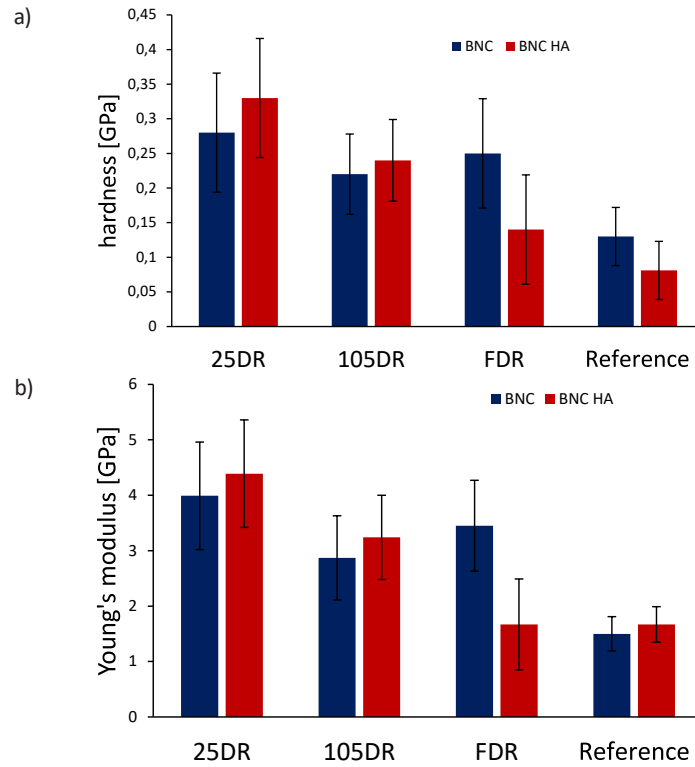 a)
0,45
BNC BNC HA
0,4
0,35
0,3
0,25
0,2
0,15
0,1
0,05
0
hardness [GPa]
25DR 105DR FDR Reference
b)
6
BNC BNC HA
5
4
3
2
1
0
Young's modulus [GPa]
25DR 105DR FDR Reference